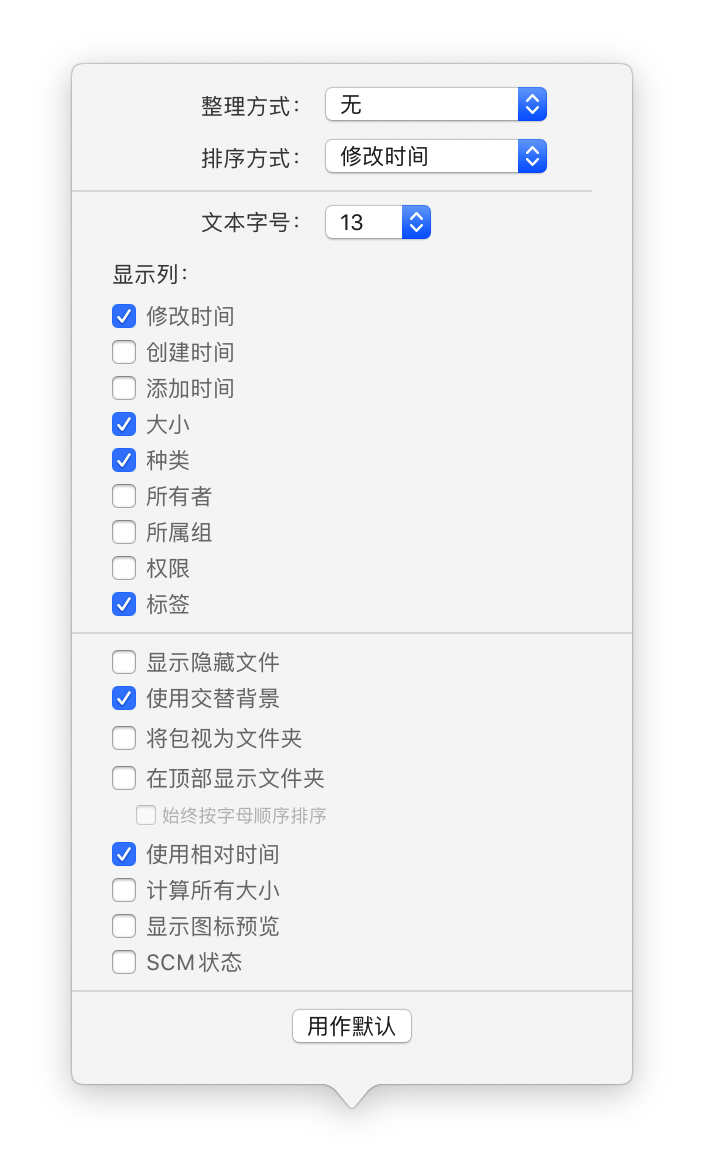 整理方式： 无
排序方式： 修改时间
文本字号： 13
显示列：
修改时间
创建时间
添加时间
大小
种类
所有者
所属组
权限
标签
显示隐藏文件
使用交替背景
将包视为文件夹
在顶部显示文件夹
始终按字母顺序排序
使用相对时间
计算所有大小
显示图标预览
SCM状态
用作默认